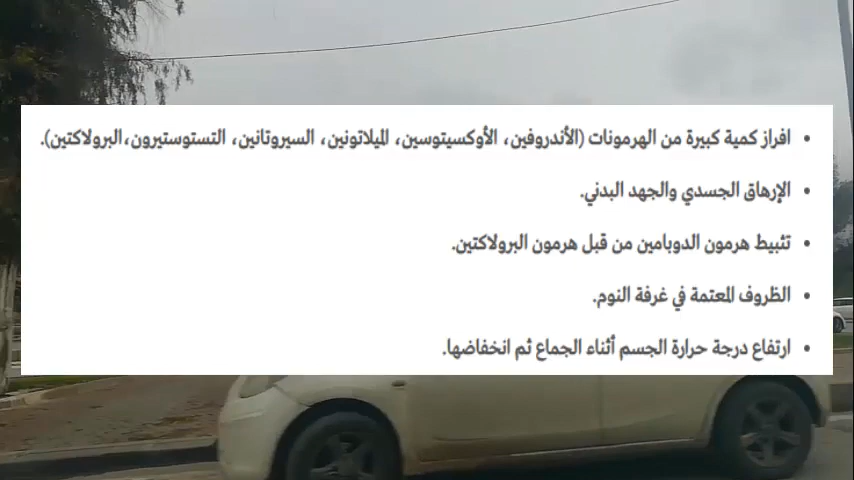 • افراز كمية كبيرة من الهرمونات (الأندروفين، الأوكسيتوسين، الميلاتونين، السيروتانين، التستوستيرون،البرولاكتين).
• الإرهاق الجسدي والجهد البدني.
• تثبيط هرمون الدوبامين من قبل هرمون البرولاكتين.
• الظروف المعتمة في غرفة النوم.
• ارتفاع درجة حرارة الجسم أثناء الجماع ثم انخفاضها.